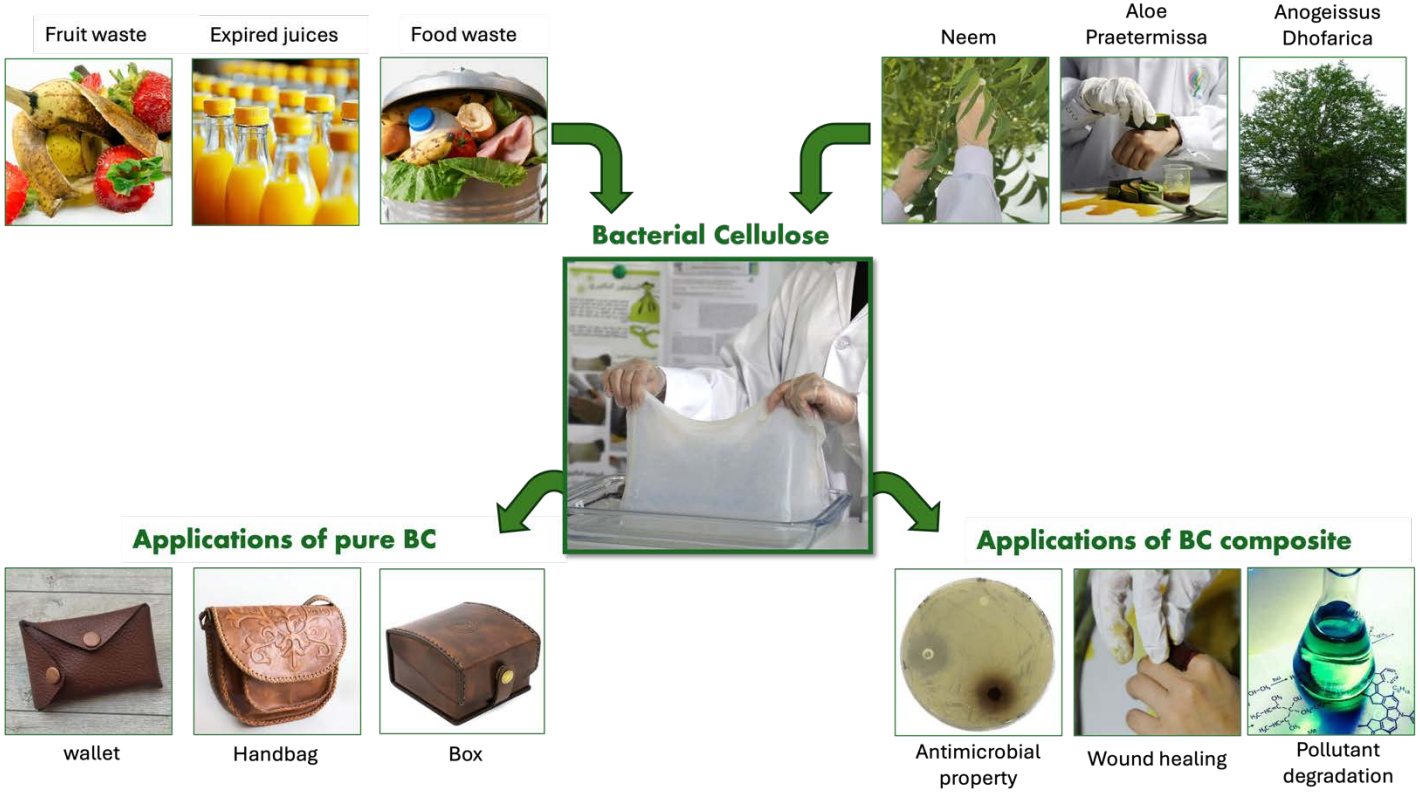 Fruit waste
Expired juices
Food waste
Neem
Aloe
Praetermissa
Anogeissus
Dhofarica
Bacterial Cellulose
Applications of pure BC
Applications of BC composite
wallet
Handbag
Box
Antimicrobial
property
Wound healing
Pollutant
degradation